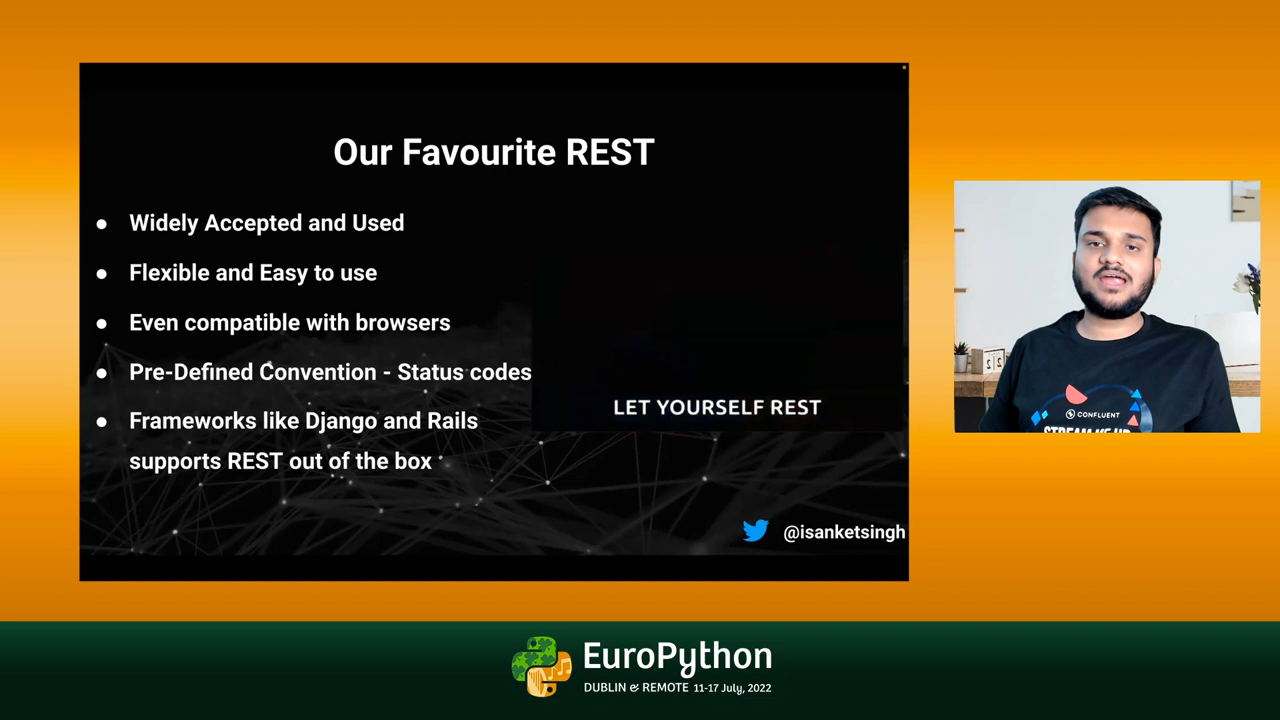 Our Favourite REST
● Widely Accepted and Used
● Flexible and Easy to use
● Even compatible with browsers
● Pre-Defined Convention - Status codes
● Frameworks like Django and Rails
supports REST out of the box
LET YOURSELF REST
@isanketsingh
CONFLUENT
EuroPython
DUBLIN & REMOTE 11-17 July, 2022